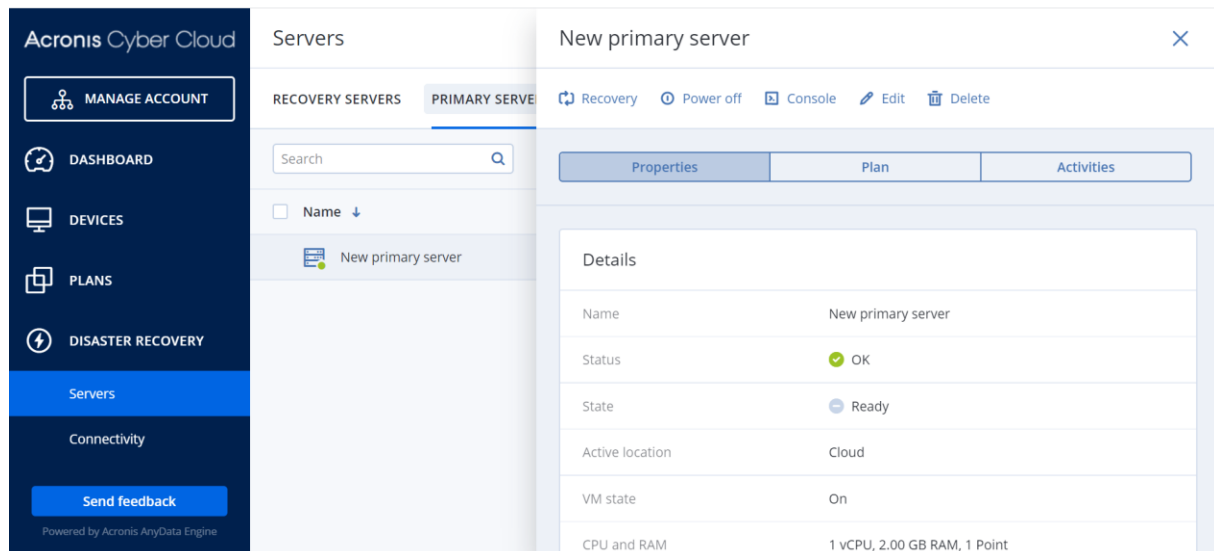 Acronis Cyber Cloud
MANAGE ACCOUNT
DASHBOARD
DEVICES
PLANS
DISASTER RECOVERY
Servers
Connectivity
Send feedback
Powered by Acronis AnyData Engine
Servers
RECOVERY SERVERS PRIMARY SERVE
Search
Name
New primary server
New primary server
Recovery Power off Console Edit Delete
Properties Plan Activities
Details
Name New primary server
Status OK
State Ready
Active location Cloud
VM state On
CPU and RAM 1 vCPU, 2.00 GB RAM, 1 Point